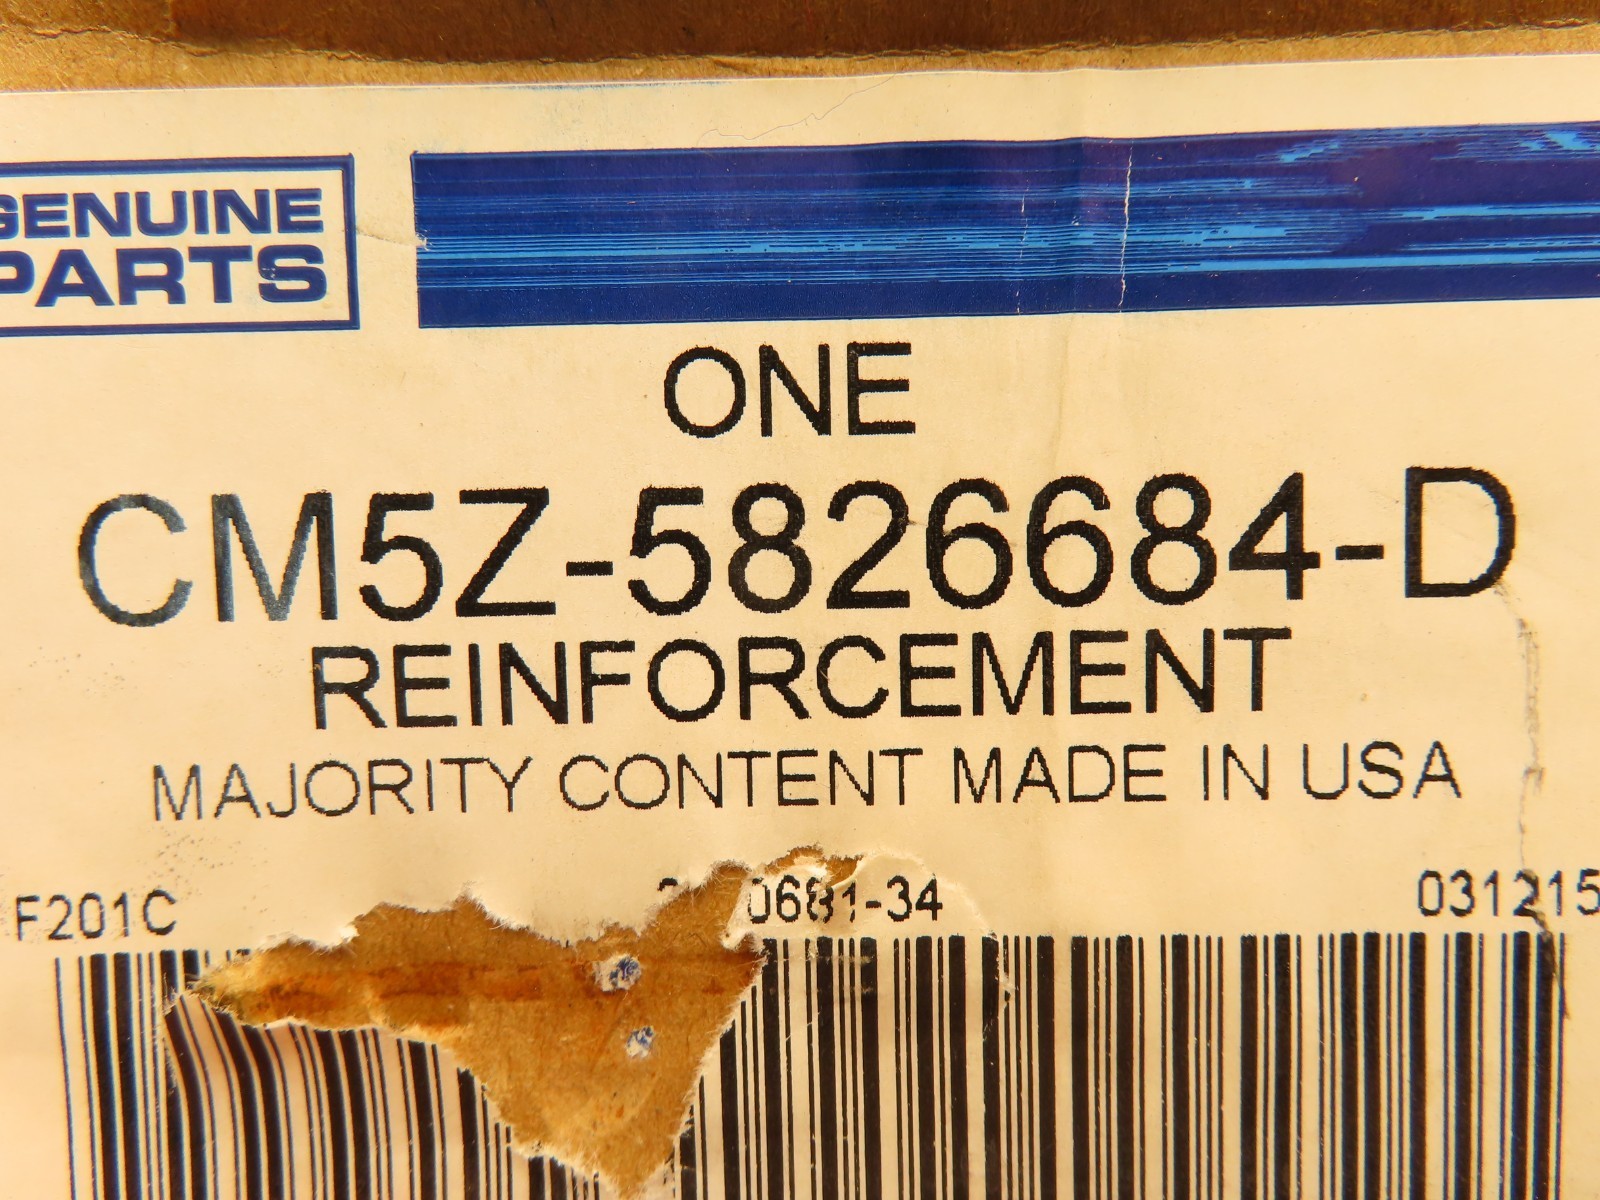 GENUINE
PARTS
ONE
CM5Z-5826684-D
REINFORCEMENT
MAJORITY CONTENT MADE IN USA
F201C 031215